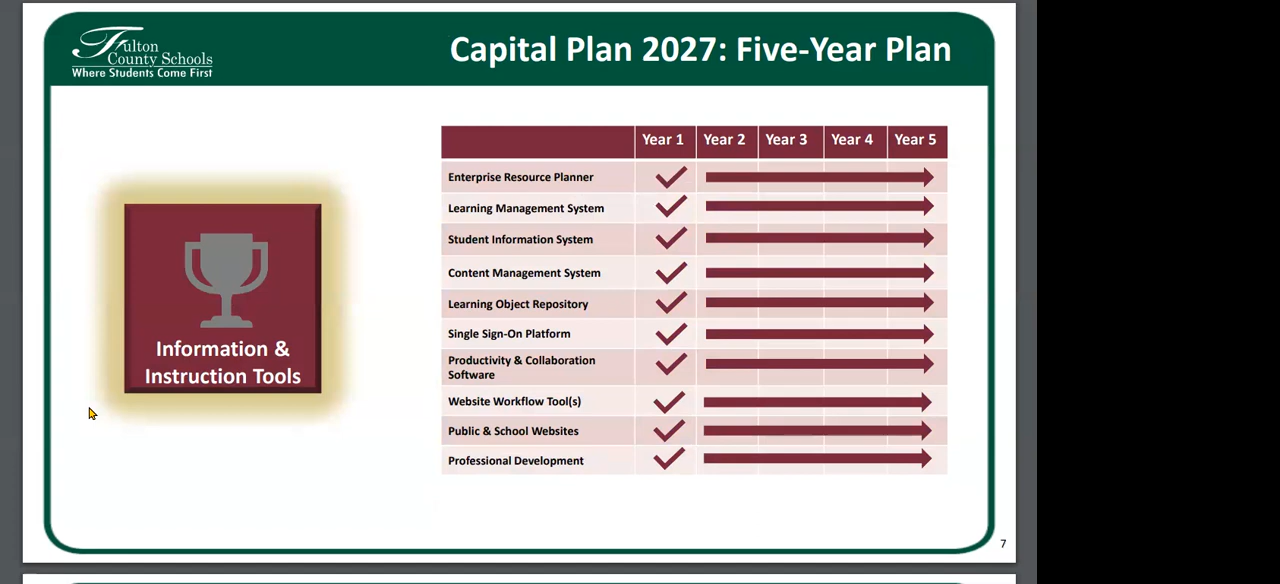 Fulton
County Schools
Where Students Come First
Capital Plan 2027: Five-Year Plan
Information &
Instruction Tools
Year 1 Year 2 Year 3 Year 4 Year 5
Enterprise Resource Planner
Learning Management System
Student Information System
Content Management System
Learning Object Repository
Single Sign-On Platform
Productivity & Collaboration
Software
Website Workflow Tool(s)
Public & School Websites
Professional Development
7